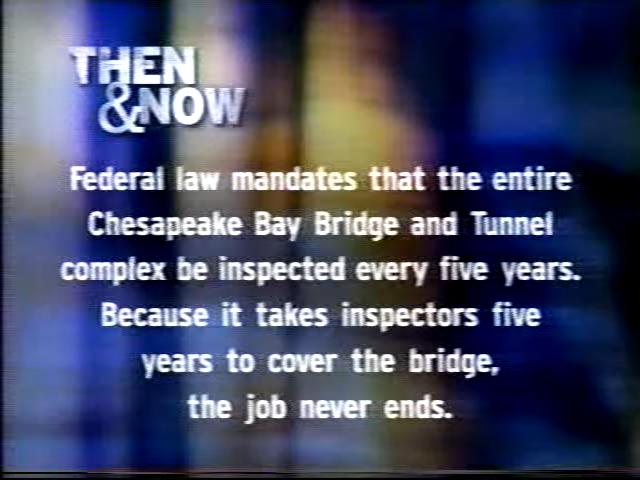 THEN
&NOW
Federal law mandates that the entire
Chesapeake Bay Bridge and Tunnel
complex be inspected every five years.
Because it takes inspectors five
years to cover the bridge,
the job never ends.